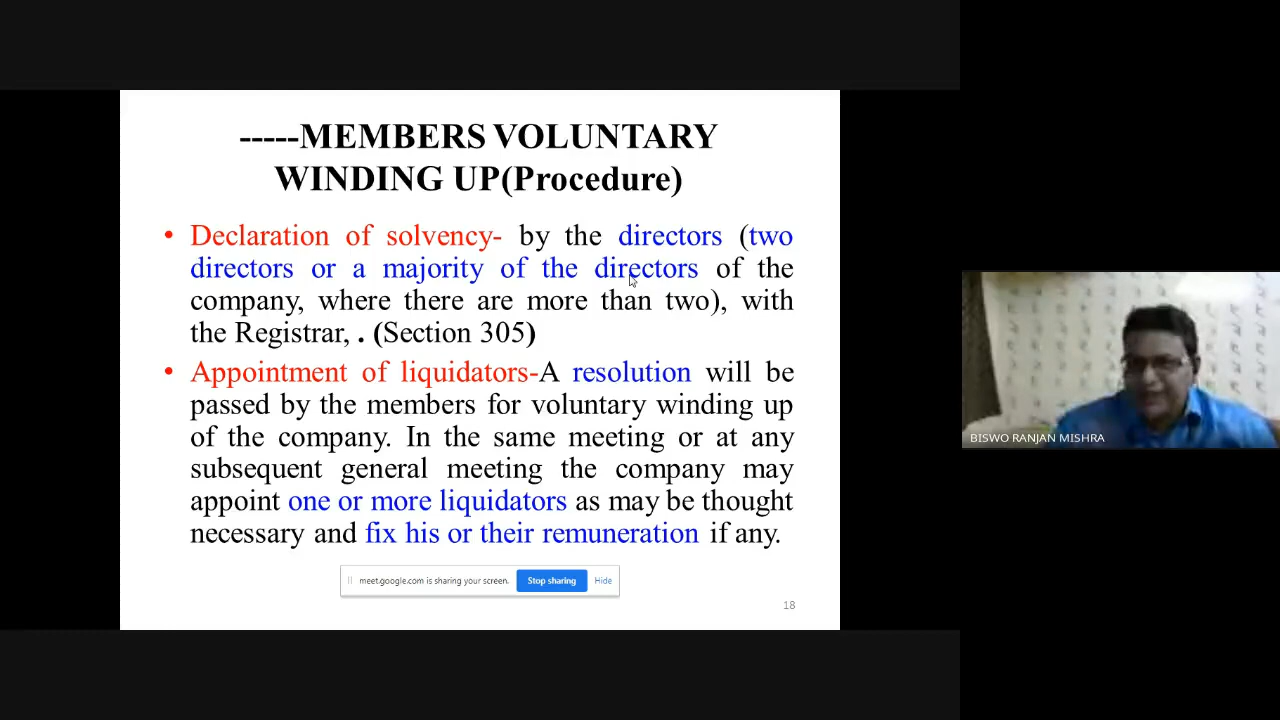 -----MEMBERS VOLUNTARY
WINDING UP(Procedure)
• Declaration of solvency- by the directors (two
directors or a majority of the directors of the
company, where there are more than two), with
the Registrar, . (Section 305)
• Appointment of liquidators-A resolution will be
passed by the members for voluntary winding up
of the company. In the same meeting or at any
subsequent general meeting the company may
appoint one or more liquidators as may be thought
necessary and fix his or their remuneration if any.
meet.google.com is sharing your screen.
Stop sharing
Hide
18
BISWO RANJAN MISHRA